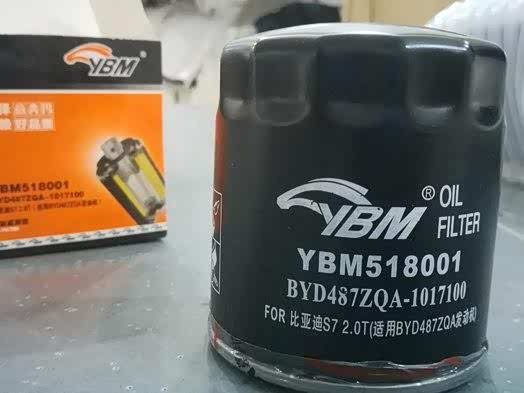 YBM
YBM518001
BYD487ZQA-1017100
YBM®
OIL
FILTER
YBM518001
BYD487ZQA-1017100
FOR 比亚迪S7 2.0T(适用BYD487ZQA发动机)